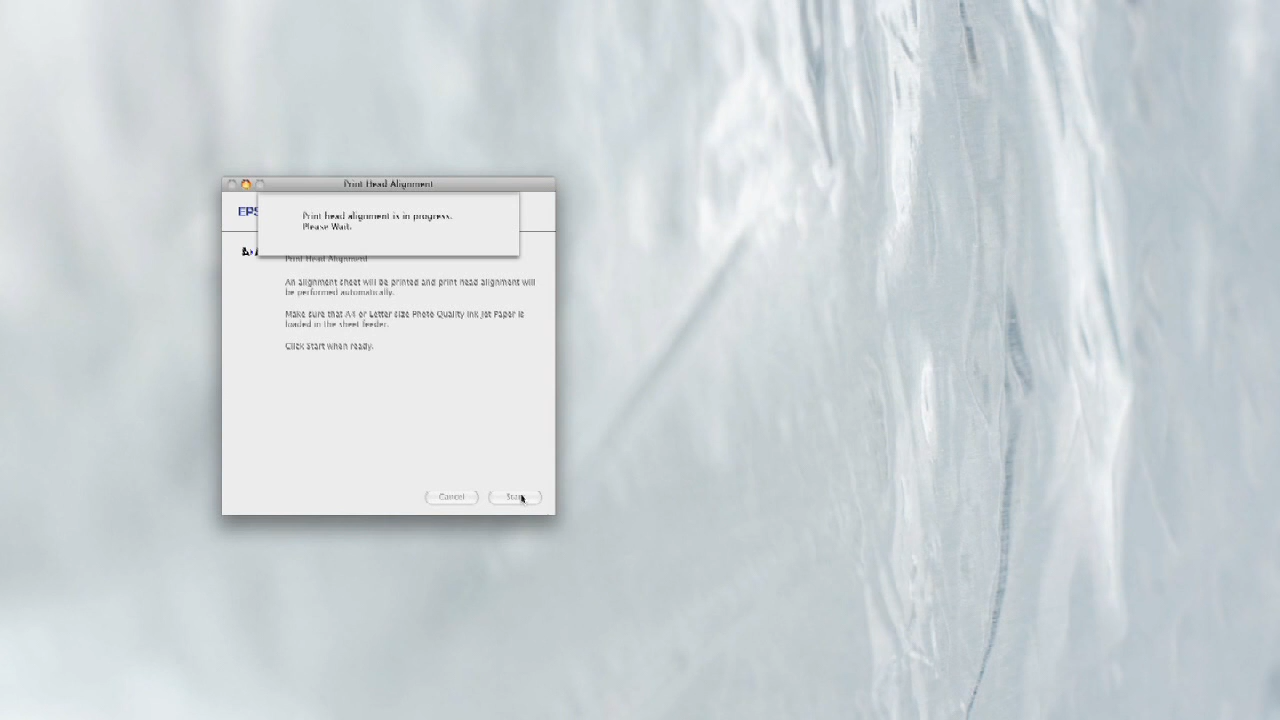 Print Head Alignment
Print head alignment is in progress.
Please Wait.
Print Head Alignment
An alignment sheet will be printed and print head alignment will
be performed automatically.
Make sure that A4 or Letter size Photo Quality Ink Jet Paper is
loaded in the sheet feeder.
Click Start when ready.
Cancel